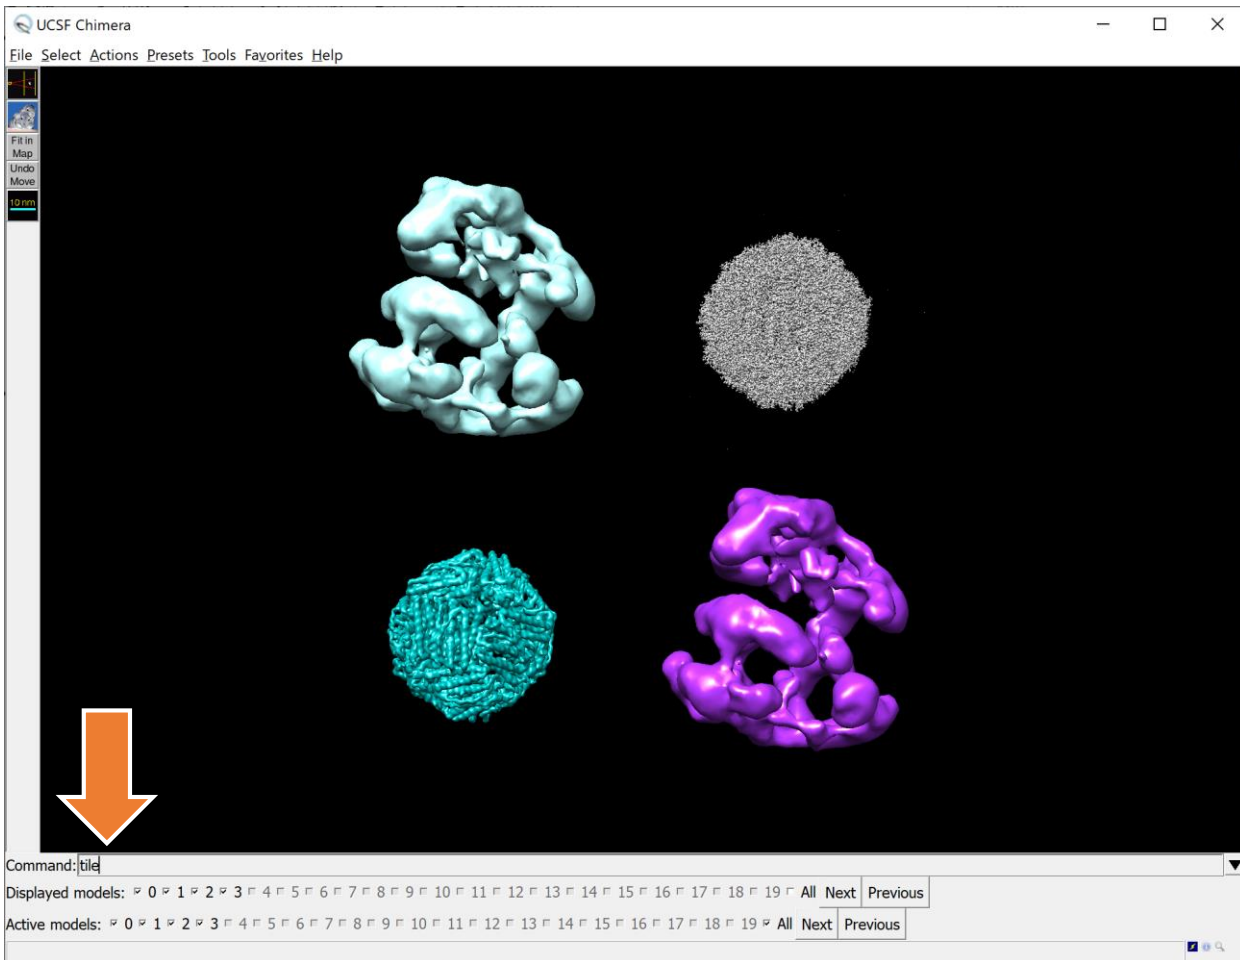 UCSF Chimera
File Select Actions Presets Tools Favorites Help
Fit in
Map
Undo
Move
10 nm
Command: tile
Displayed models: 0 1 2 3 4 5 6 7 8 9 10 11 12 13 14 15 16 17 18 19 All Next Previous
Active models: 0 1 2 3 4 5 6 7 8 9 10 11 12 13 14 15 16 17 18 19 All Next Previous